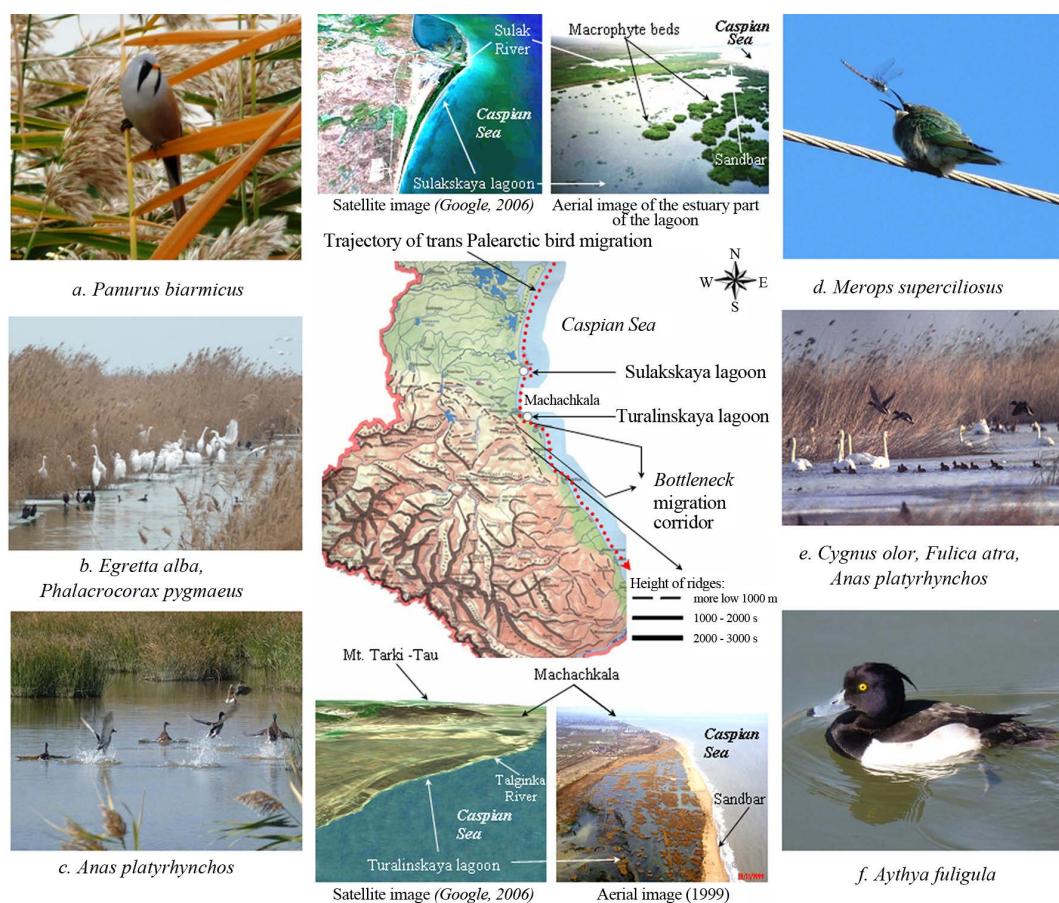 Sulak
River
Caspian
Sea
Sulakskaya lagoon
Satellite image (Google, 2006)
Macrophyte beds
Caspian
Sea
Sandbar
Aerial image of the estuary part
of the lagoon
a. Panurus biarmicus
d. Merops superciliosus
Trajectory of trans Palearctic bird migration
N
W
E
S
Caspian Sea
Sulakskaya lagoon
Machachkala
Turalinskaya lagoon
Bottleneck
migration
corridor
b. Egretta alba,
Phalacrocorax pygmaeus
e. Cygnus olor, Fulica atra,
Anas platyrhynchos
Height of ridges:
more low 1000 m
1000 - 2000 s
2000 - 3000 s
Mt. Tarki -Tau
Machachkala
Talginka
River
Caspian
Sea
Turalinskaya lagoon
Satellite image (Google, 2006)
Caspian
Sea
Sandbar
Aerial image (1999)
c. Anas platyrhynchos
f. Aythya fuligula